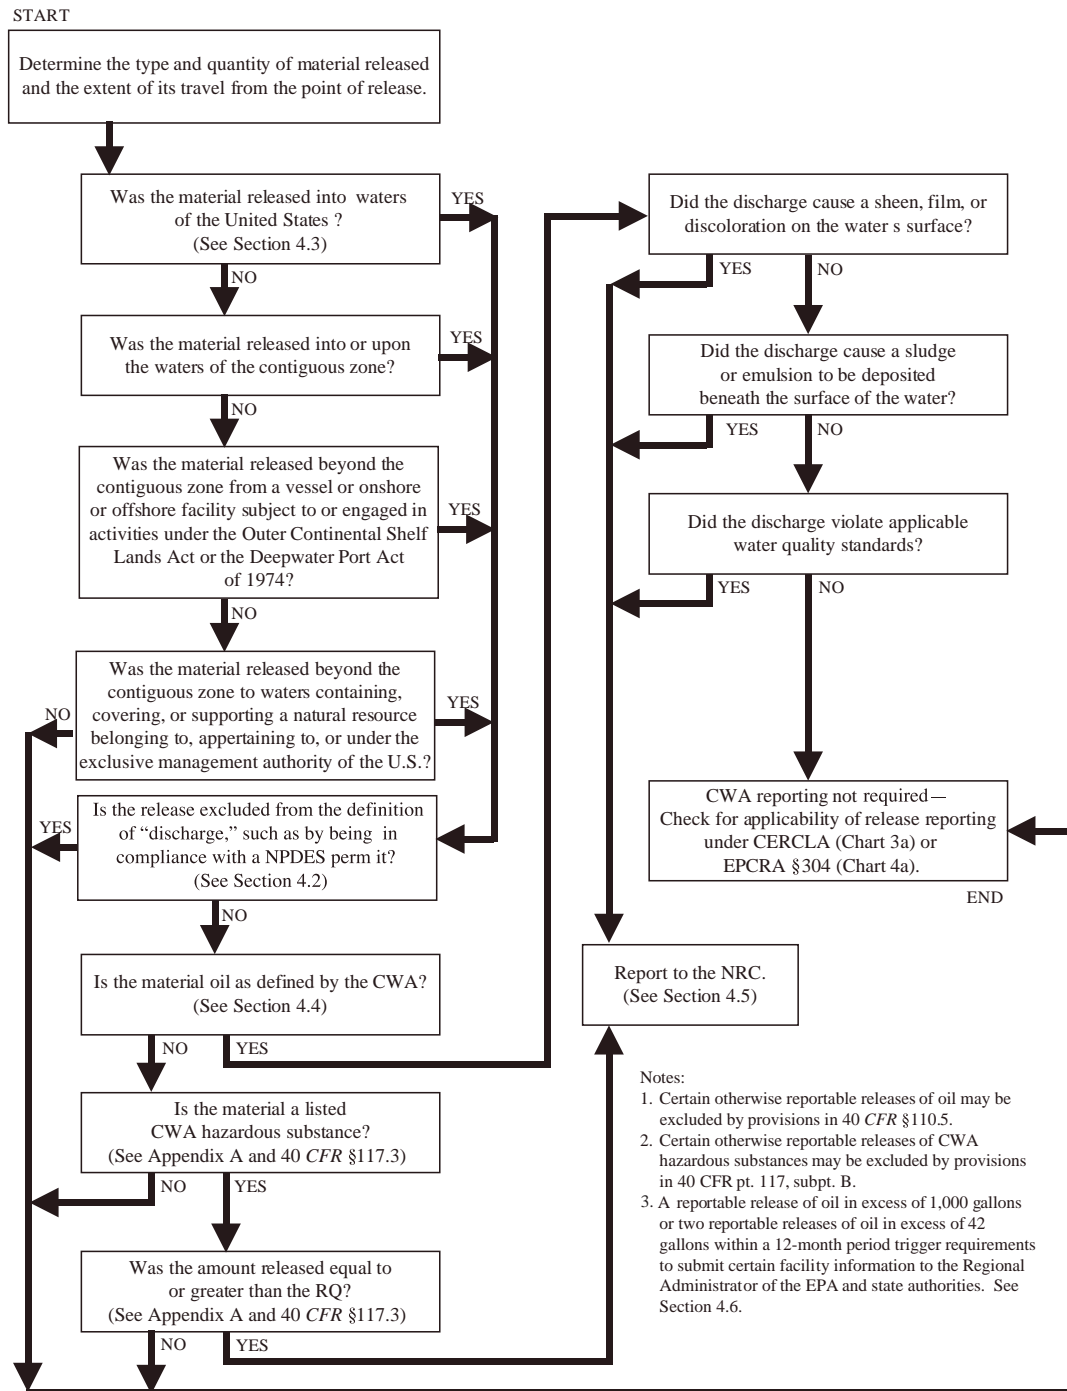 START
Determine the type and quantity of material released
and the extent of its travel from the point of release.
Was the material released into waters
of the United States ?
(See Section 4.3)
YES
NO
Was the material released into or upon
the waters of the contiguous zone?
YES
NO
Was the material released beyond the
contiguous zone from a vessel or onshore
or offshore facility subject to or engaged in
activities under the Outer Continental Shelf
Lands Act or the Deepwater Port Act
of 1974?
YES
NO
Was the material released beyond the
contiguous zone to waters containing,
covering, or supporting a natural resource
belonging to, appertaining to, or under the
exclusive management authority of the U.S.?
YES
NO
Is the release excluded from the definition
of “discharge,” such as by being in
compliance with a NPDES perm it?
(See Section 4.2)
YES
NO
Is the material oil as defined by the CWA?
(See Section 4.4)
NO
YES
Is the material a listed
CWA hazardous substance?
(See Appendix A and 40 CFR §117.3)
NO
YES
Was the amount released equal to
or greater than the RQ?
(See Appendix A and 40 CFR §117.3)
NO
YES
Did the discharge cause a sheen, film, or
discoloration on the water s surface?
YES
NO
Did the discharge cause a sludge
or emulsion to be deposited
beneath the surface of the water?
YES
NO
Did the discharge violate applicable
water quality standards?
YES
NO
CWA reporting not required—
Check for applicability of release reporting
under CERCLA (Chart 3a) or
EPCRA §304 (Chart 4a).
END
Report to the NRC.
(See Section 4.5)
Notes:
1. Certain otherwise reportable releases of oil may be
excluded by provisions in 40 CFR §110.5.
2. Certain otherwise reportable releases of CWA
hazardous substances may be excluded by provisions
in 40 CFR pt. 117, subpt. B.
3. A reportable release of oil in excess of 1,000 gallons
or two reportable releases of oil in excess of 42
gallons within a 12-month period trigger requirements
to submit certain facility information to the Regional
Administrator of the EPA and state authorities. See
Section 4.6.